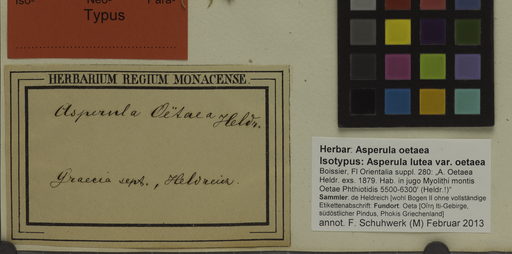 Iso- Neo- Para-
Typus
HERBARIUM REGIUM MONACENSE.
Asperula Oëtaea Heldr.
Graecia sept., Heldreich.
Herbar: Asperula oetaea
Isotypus: Asperula lutea var. oetaea
Boissier, Fl Orientalia suppl. 280: „A. Oetaea
Heldr. exs. 1879. Hab. in jugo Myolithi montis
Oetae Phthiotidis 5500-6300' (Heldr.!)"
Sammler: de Heldreich [wohl Bogen II ohne vollständige
Etikettenabschrift: Fundort: Oeta [Οίτη Iti-Gebirge,
südöstlicher Pindus, Phokis Griechenland]
annot. F. Schuhwerk (M) Februar 2013